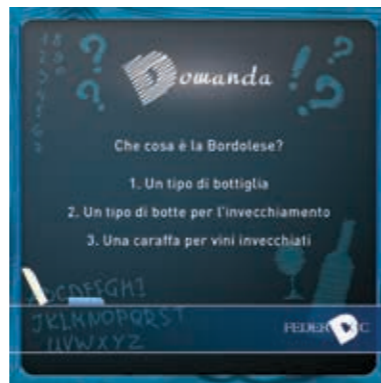 Domanda
Che cosa è la Bordolese?
1. Un tipo di bottiglia
2. Un tipo di botte per l'invecchiamento
3. Una caraffa per vini invecchiati
ABCDEFGHI
JKLMNOPQRST
UVWXYZ
FEDERDOC